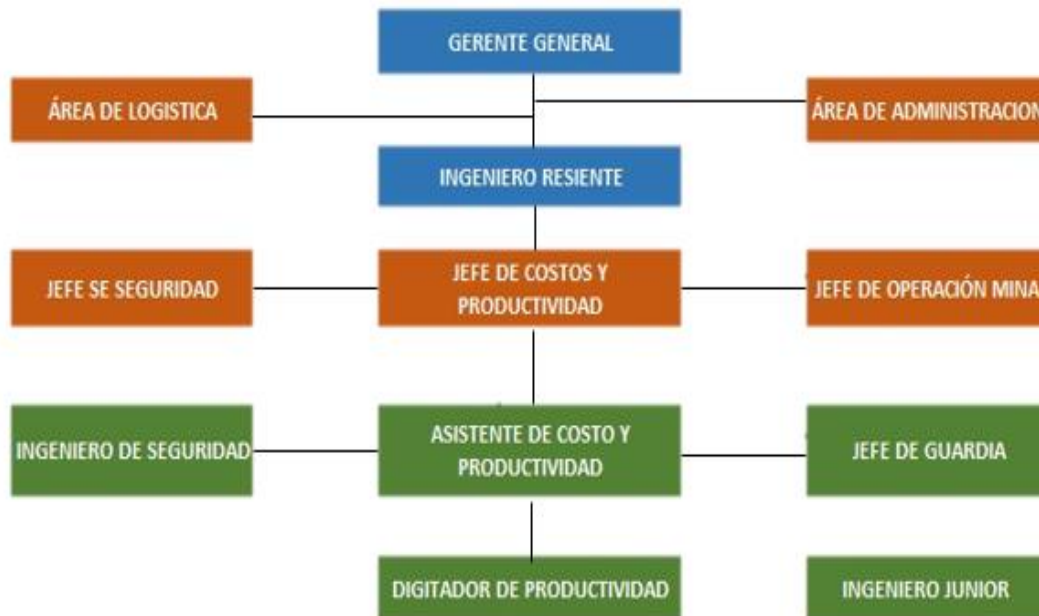 GERENTE GENERAL
ÁREA DE LOGISTICA
ÁREA DE ADMINISTRACION
INGENIERO RESIENTE
JEFE SE SEGURIDAD
JEFE DE COSTOS Y
PRODUCTIVIDAD
JEFE DE OPERACIÓN MINA
INGENIERO DE SEGURIDAD
ASISTENTE DE COSTO Y
PRODUCTIVIDAD
JEFE DE GUARDIA
DIGITADOR DE PRODUCTIVIDAD
INGENIERO JUNIOR